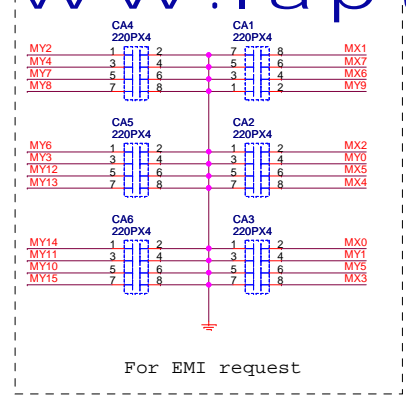 CA4 CA1
220PX4 220PX4
MY2 1 2 7 8 MX1
MY4 3 4 5 6 MX7
MY7 5 6 3 4 MX6
MY8 7 8 1 2 MY9
CA5 CA2
220PX4 220PX4
MY6 1 2 1 2 MX2
MY3 3 4 3 4 MY0
MY12 5 6 5 6 MX5
MY13 7 8 7 8 MX4
CA6 CA3
220PX4 220PX4
MY14 1 2 1 2 MX0
MY11 3 4 3 4 MY1
MY10 5 6 5 6 MY5
MY15 7 8 7 8 MX3
For EMI request